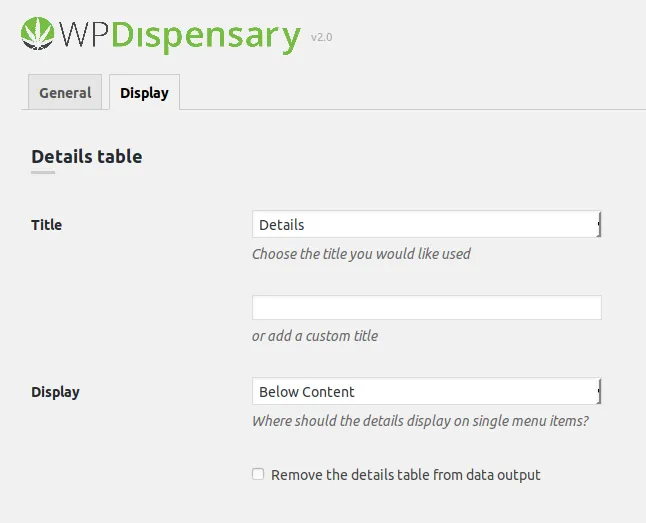 WPDispensary v2.0
General Display
Details table
Title Details
Choose the title you would like used
or add a custom title
Display Below Content
Where should the details display on single menu items?
Remove the details table from data output